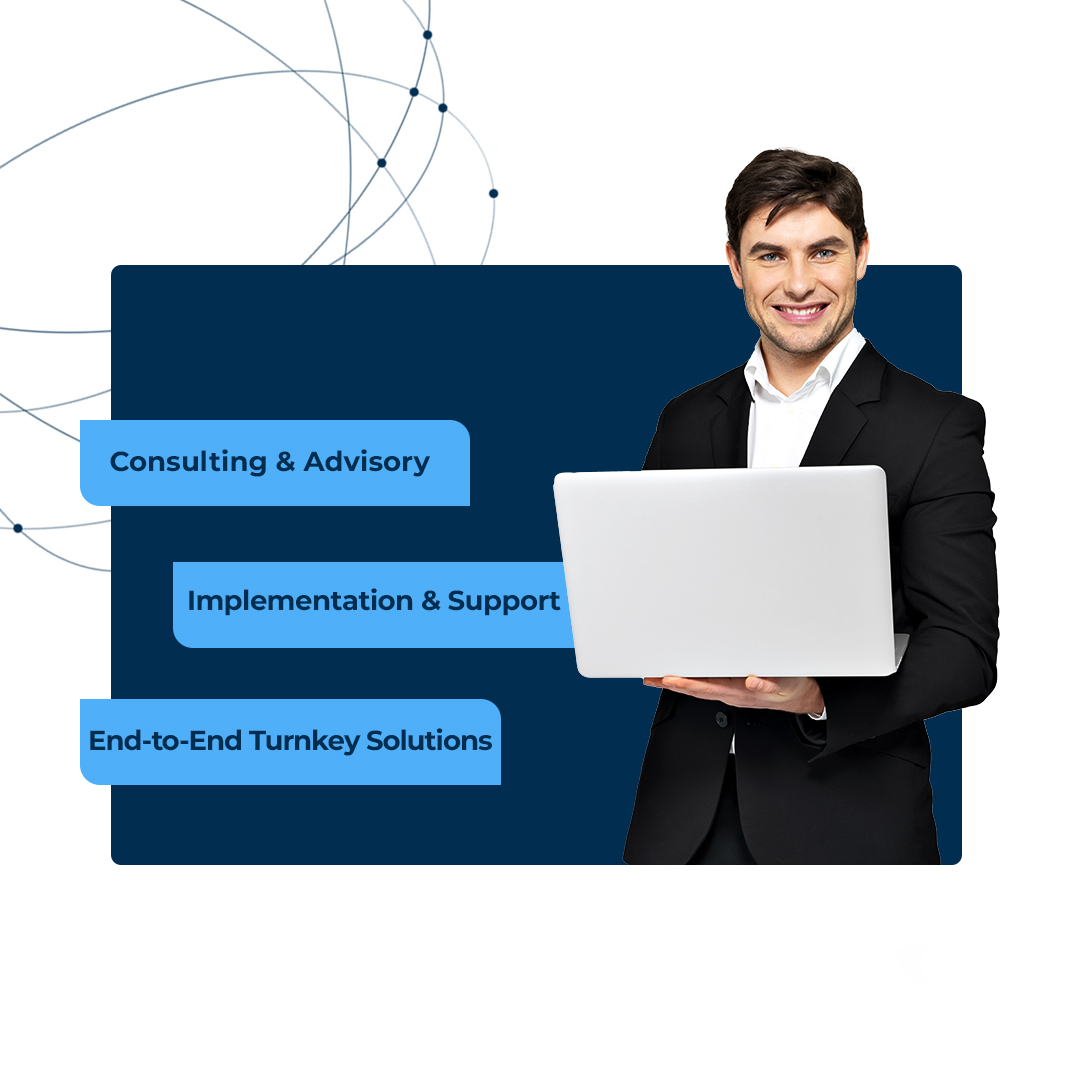 Consulting & Advisory
Implementation & Support
End-to-End Turnkey Solutions